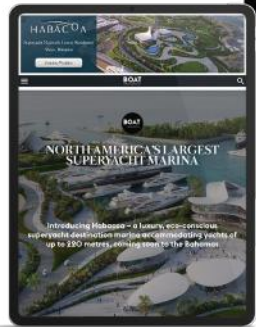 HABACOA
BOAT
BOAT
NORTH AMERICA'S LARGEST
SUPERYACHT MARINA
Introducing Habacoa – a luxury, eco-conscious
superyacht destination marina accommodating yachts of
up to 220 metres, coming soon to the Bahamas